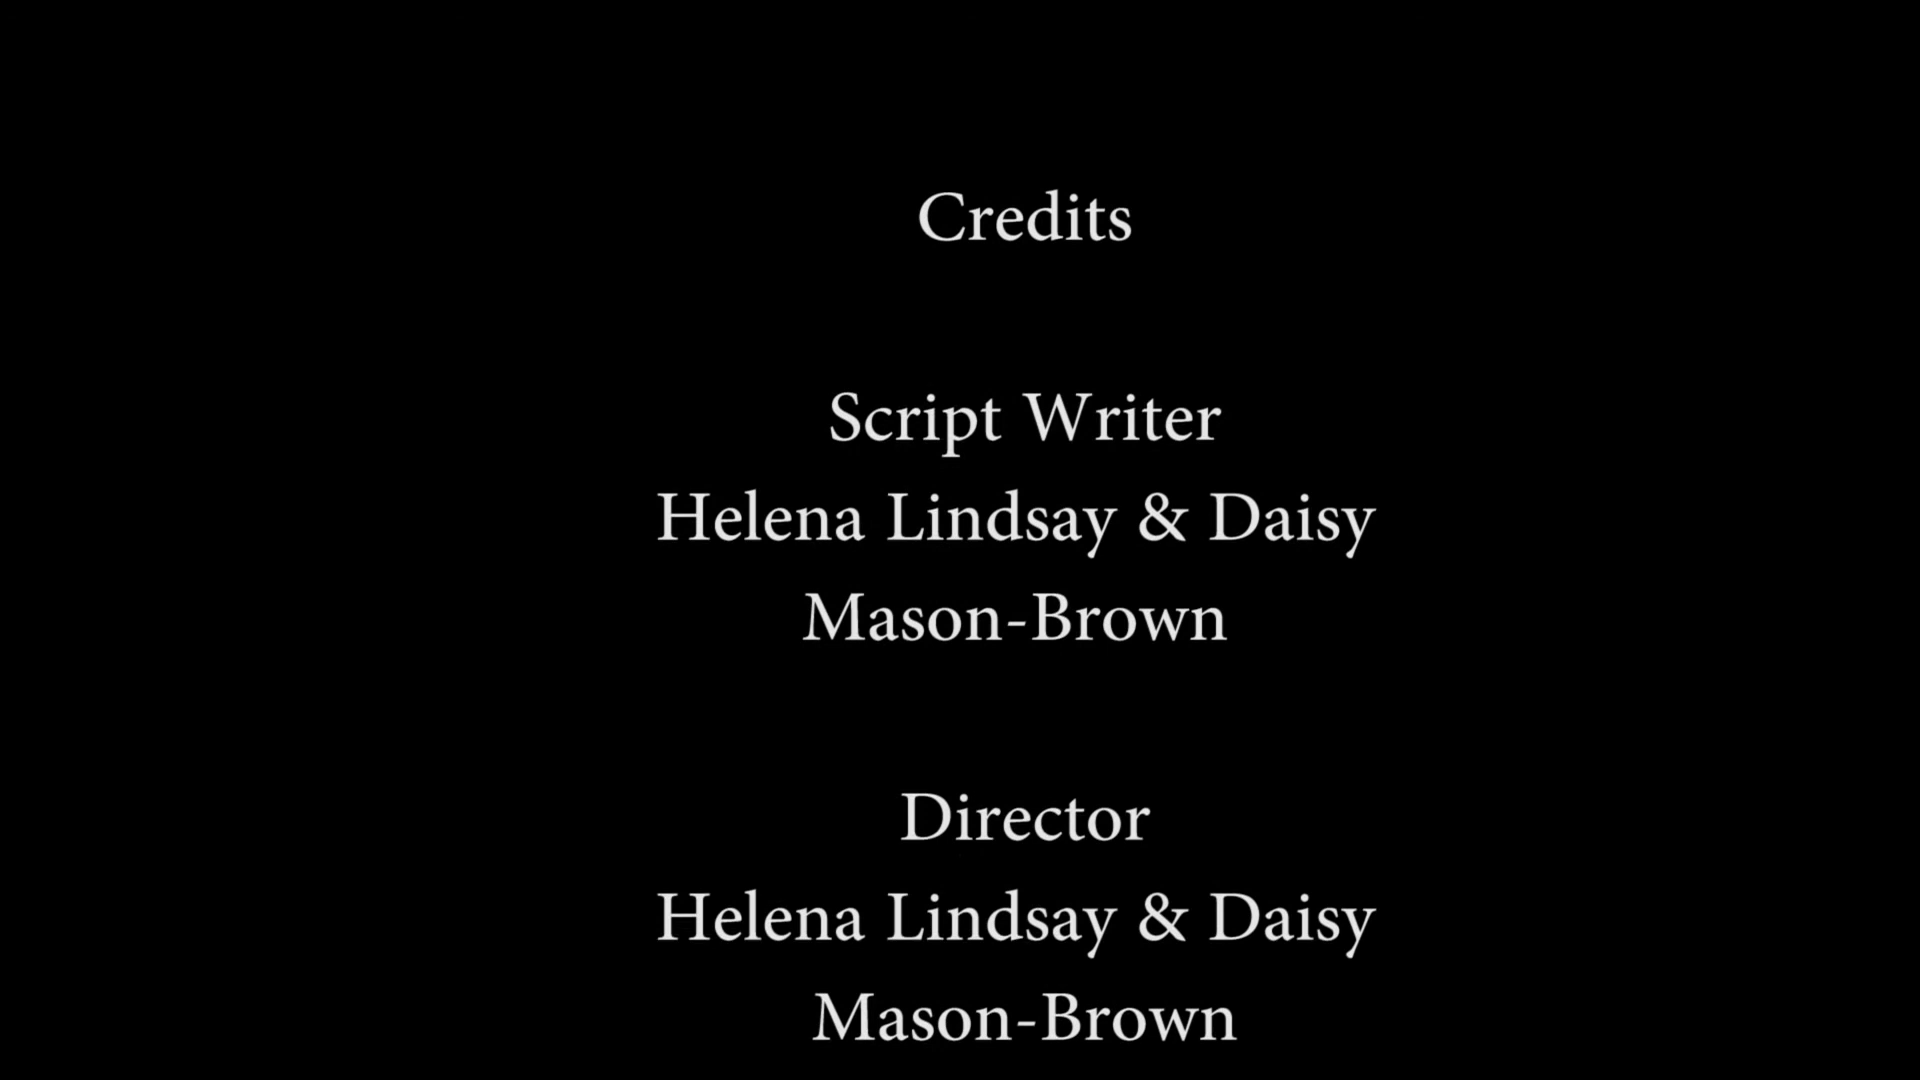 Credits
Script Writer
Helena Lindsay & Daisy
Mason-Brown
Director
Helena Lindsay & Daisy
Mason-Brown